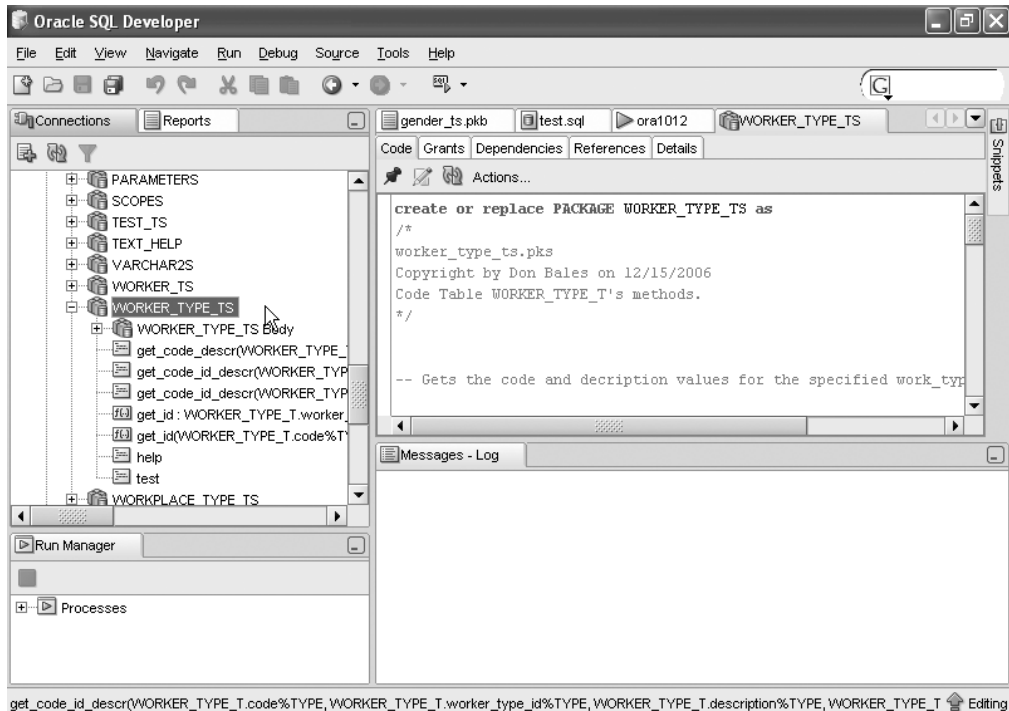 Oracle SQL Developer
File Edit View Navigate Run Debug Source Tools Help
G
Connections Reports
PARAMETERS
SCOPES
TEST_TS
TEXT_HELP
VARCHAR2S
WORKER_TS
WORKER_TYPE_TS
WORKER_TYPE_TS Body
get_code_descr(WORKER_TYPE_
get_code_id_descr(WORKER_TYP
get_code_id_descr(WORKER_TYP
get_id : WORKER_TYPE_T.worker_
get_id(WORKER_TYPE_T.code%T
help
test
WORKPLACE_TYPE_TS
Run Manager
Processes
gender_ts.pkb test.sql ora1012 WORKER_TYPE_TS
Code Grants Dependencies References Details
Actions...
create or replace PACKAGE WORKER_TYPE_TS as
/*
worker_type_ts.pks
Copyright by Don Bales on 12/15/2006
Code Table WORKER_TYPE_T's methods.
*/
-- Gets the code and decription values for the specified work_typ
Messages - Log
Snippets
get_code_id_descr(WORKER_TYPE_T.code%TYPE, WORKER_TYPE_T.worker_type_id%TYPE, WORKER_TYPE_T.description%TYPE, WORKER_TYPE_T Editing